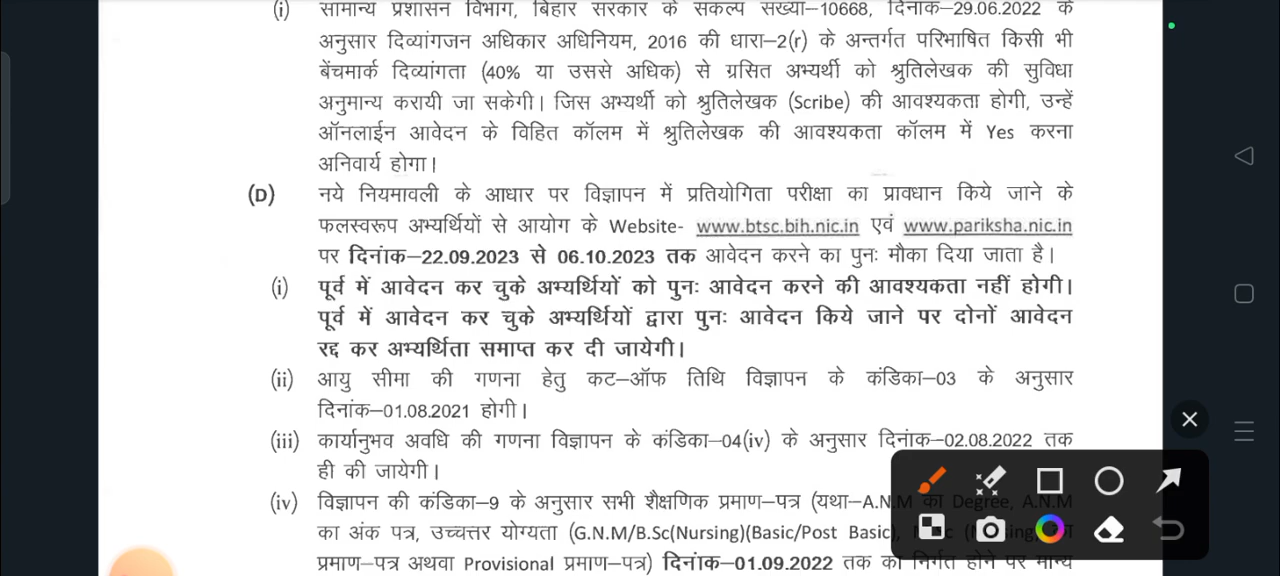 (i) सामान्य प्रशासन विभाग, बिहार सरकार के संकल्प संख्या–10668, दिनांक–29.06.2022 के
अनुसार दिव्यांगजन अधिकार अधिनियम, 2016 की धारा–2(r) के अन्तर्गत परिभाषित किसी भी
बेंचमार्क दिव्यांगता (40% या उससे अधिक) से ग्रसित अभ्यर्थी को श्रुतिलेखक की सुविधा
अनुमान्य करायी जा सकेगी। जिस अभ्यर्थी को श्रुतिलेखक (Scribe) की आवश्यकता होगी, उन्हें
ऑनलाईन आवेदन के विहित कॉलम में श्रुतिलेखक की आवश्यकता कॉलम में Yes करना
अनिवार्य होगा।
(D) नये नियमावली के आधार पर विज्ञापन में प्रतियोगिता परीक्षा का प्रावधान किये जाने के
फलस्वरूप अभ्यर्थियों से आयोग के Website- www.btsc.bih.nic.in एवं www.pariksha.nic.in
पर दिनांक–22.09.2023 से 06.10.2023 तक आवेदन करने का पुनः मौका दिया जाता है।
(i) पूर्व में आवेदन कर चुके अभ्यर्थियों को पुनः आवेदन करने की आवश्यकता नहीं होगी।
पूर्व में आवेदन कर चुके अभ्यर्थियों द्वारा पुनः आवेदन किये जाने पर दोनों आवेदन
रद्द कर अभ्यर्थिता समाप्त कर दी जायेगी।
(ii) आयु सीमा की गणना हेतु कट–ऑफ तिथि विज्ञापन के कंडिका–03 के अनुसार
दिनांक–01.08.2021 होगी।
(iii) कार्यानुभव अवधि की गणना विज्ञापन के कंडिका–04(iv) के अनुसार दिनांक–02.08.2022 तक
ही की जायेगी।
(iv) विज्ञापन की कंडिका–9 के अनुसार सभी शैक्षणिक प्रमाण–पत्र (यथा–A.N.M का Degree, A.N.M
का अंक पत्र, उच्चत्तर योग्यता (G.N.M/B.Sc(Nursing)(Basic/Post Basic),
प्रमाण–पत्र अथवा Provisional प्रमाण–पत्र) दिनांक–01.09.2022 तक का निर्गत होने पर मान्य